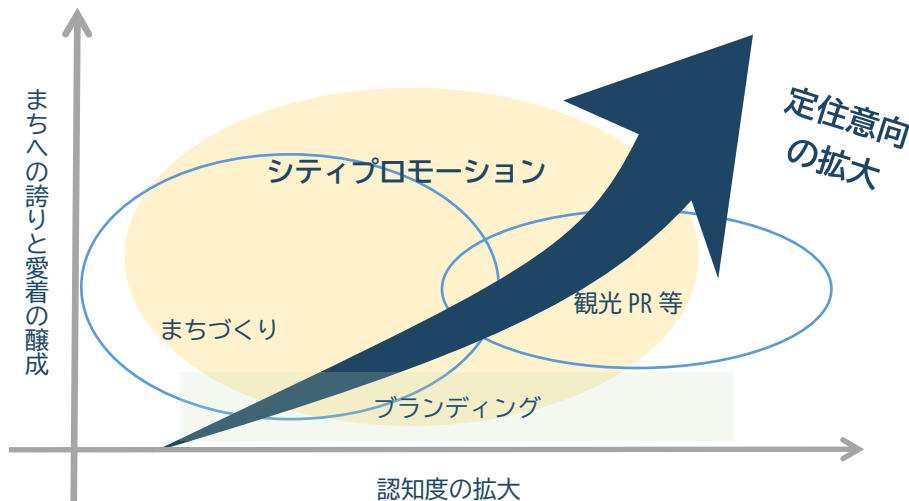 まちへの誇りと愛着の醸成
シティプロモーション
定住意向
の拡大
まちづくり
観光 PR 等
ブランディング
認知度の拡大